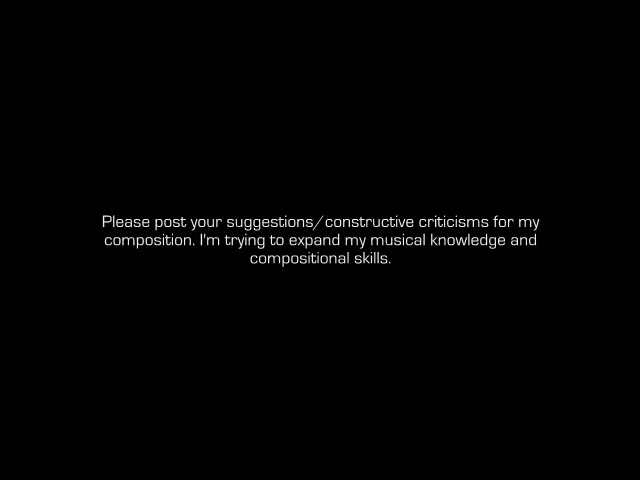 Please post your suggestions/constructive criticisms for my
composition. I'm trying to expand my musical knowledge and
compositional skills.